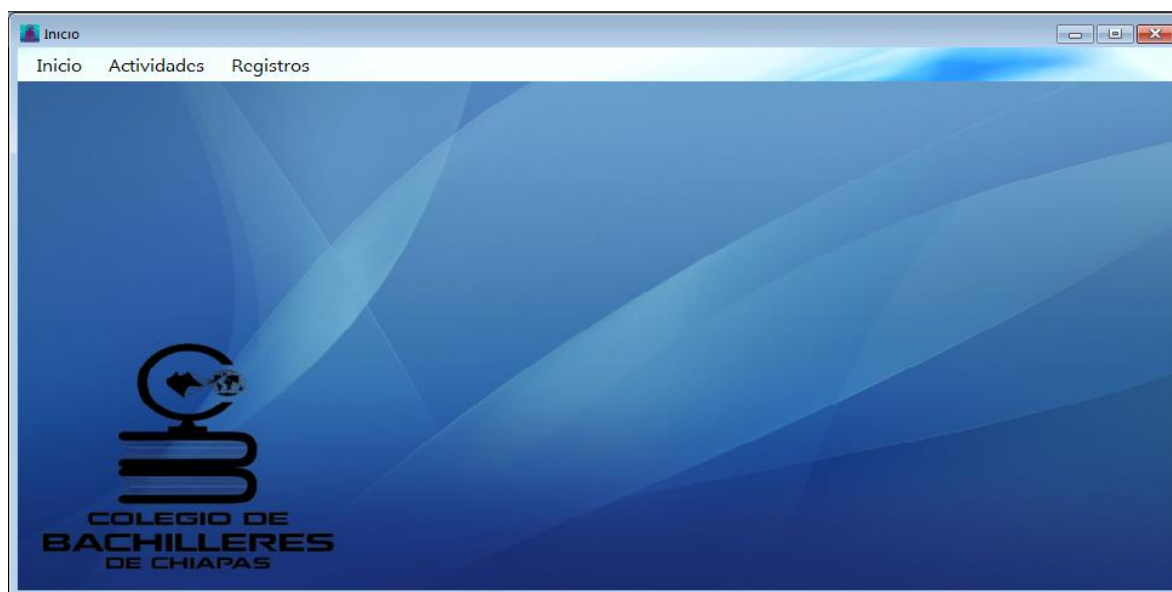 Inicio
Inicio Actividades Registros
COLEGIO DE
BACHILLERES
DE CHIAPAS